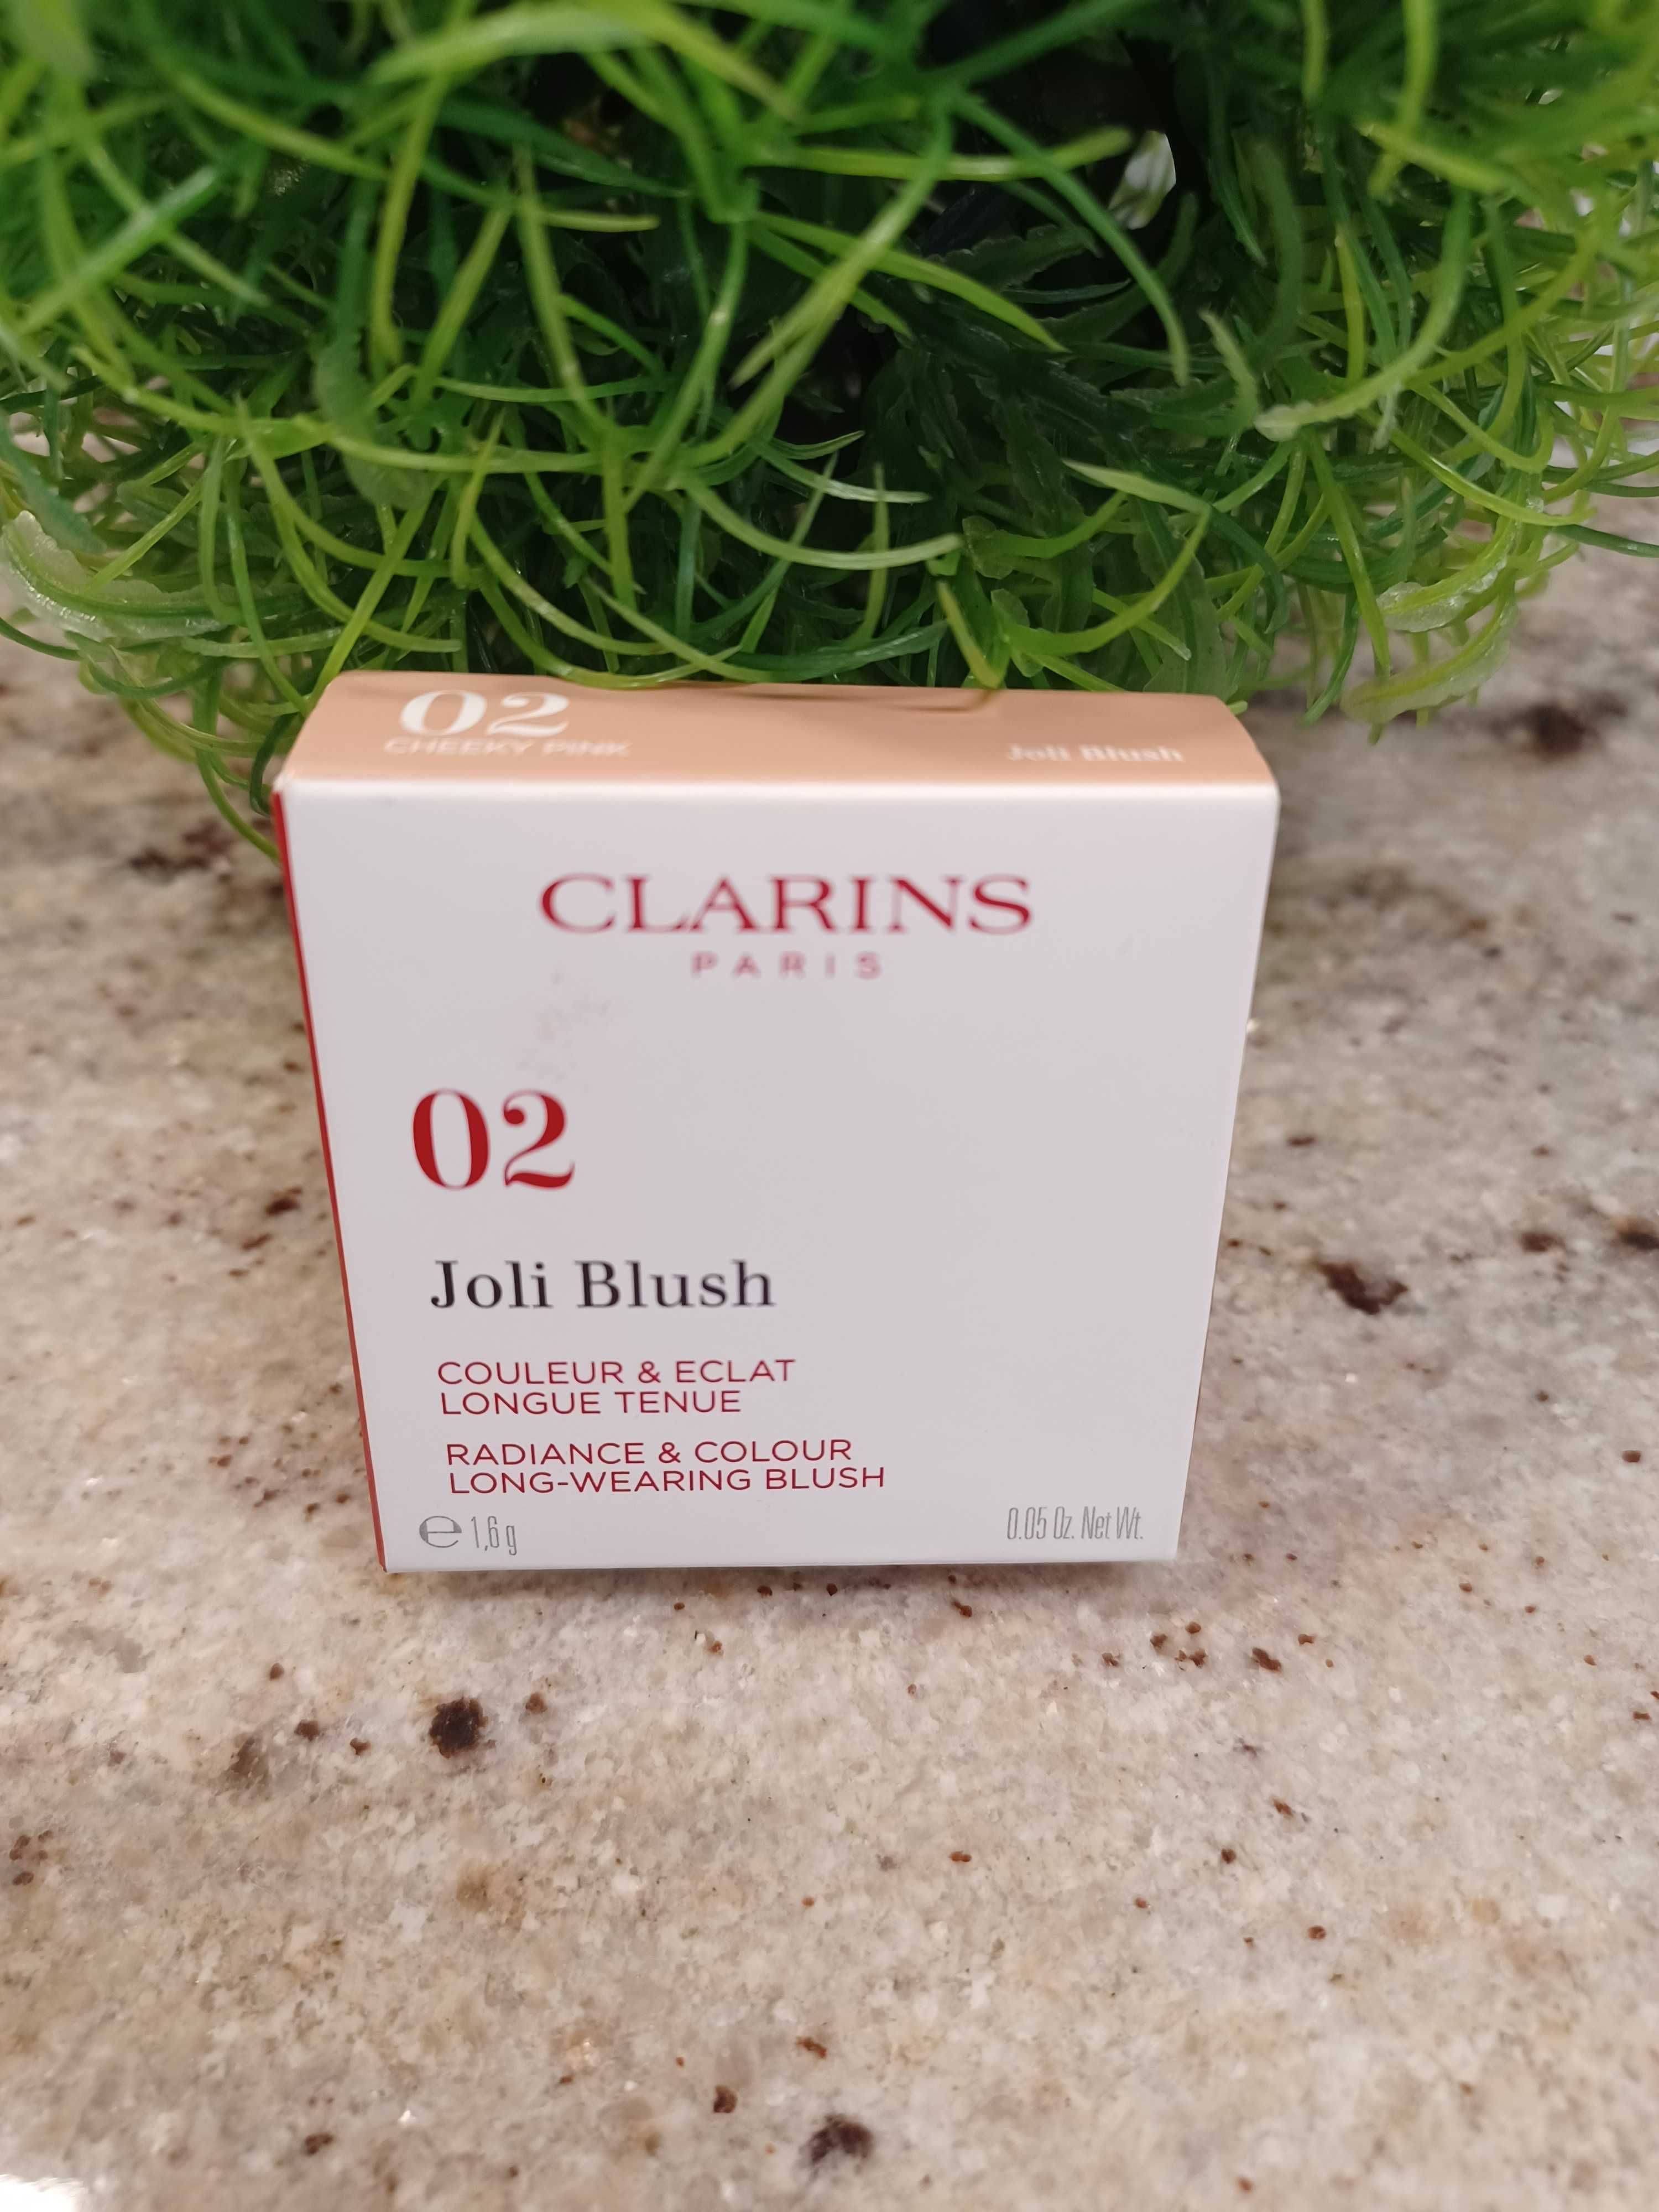 02
CHEEKY PINK
Joli Blush
CLARINS
PARIS
02
Joli Blush
COULEUR & ECLAT
LONGUE TENUE
RADIANCE & COLOUR
LONG-WEARING BLUSH
℮ 1,6 g
0.05 Oz. Net Wt.